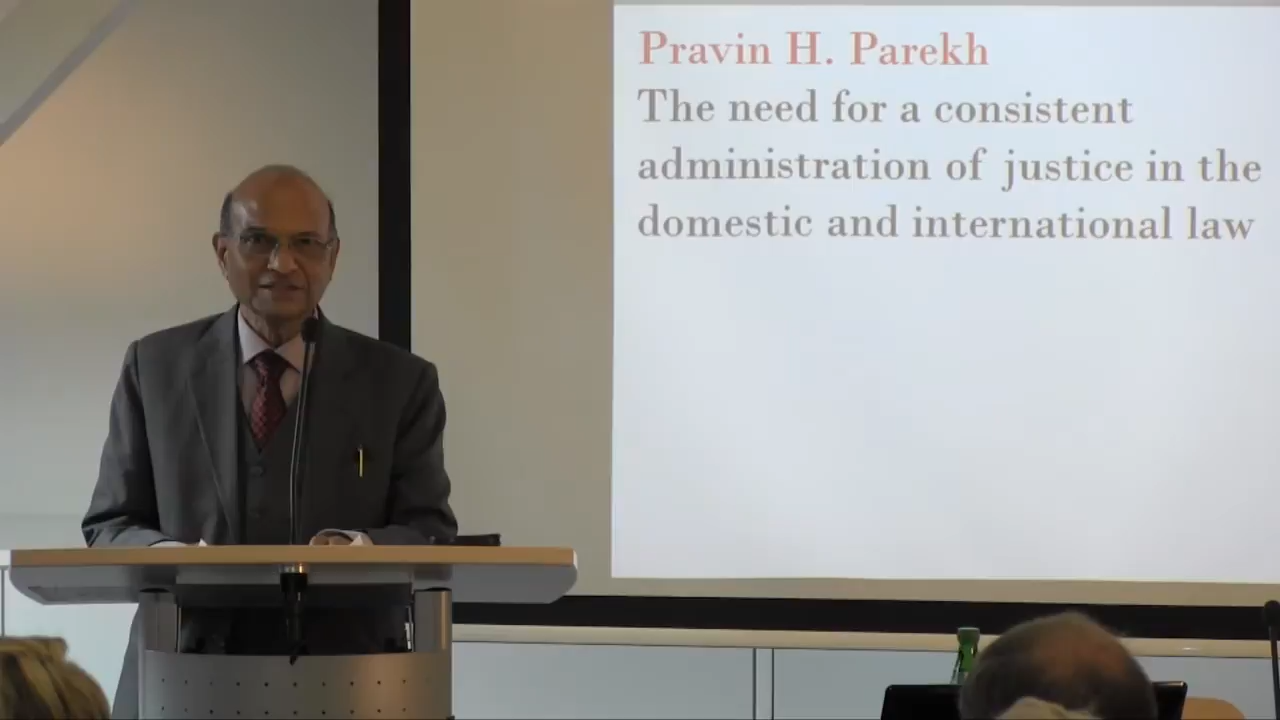 Pravin H. Parekh
The need for a consistent
administration of justice in the
domestic and international law